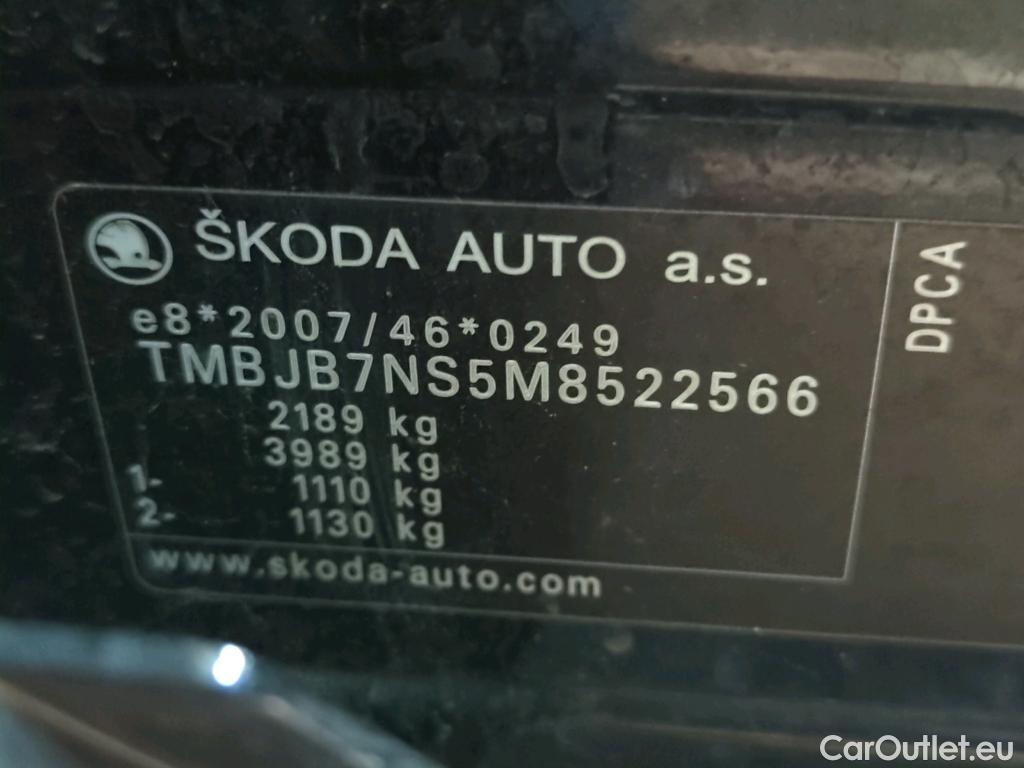 ŠKODA AUTO a.s.
e8*2007/46*0249
TMBJB7NS5M8522566
2189 kg
3989 kg
1- 1110 kg
2- 1130 kg
www.skoda-auto.com
DPCA
CarOutlet.eu